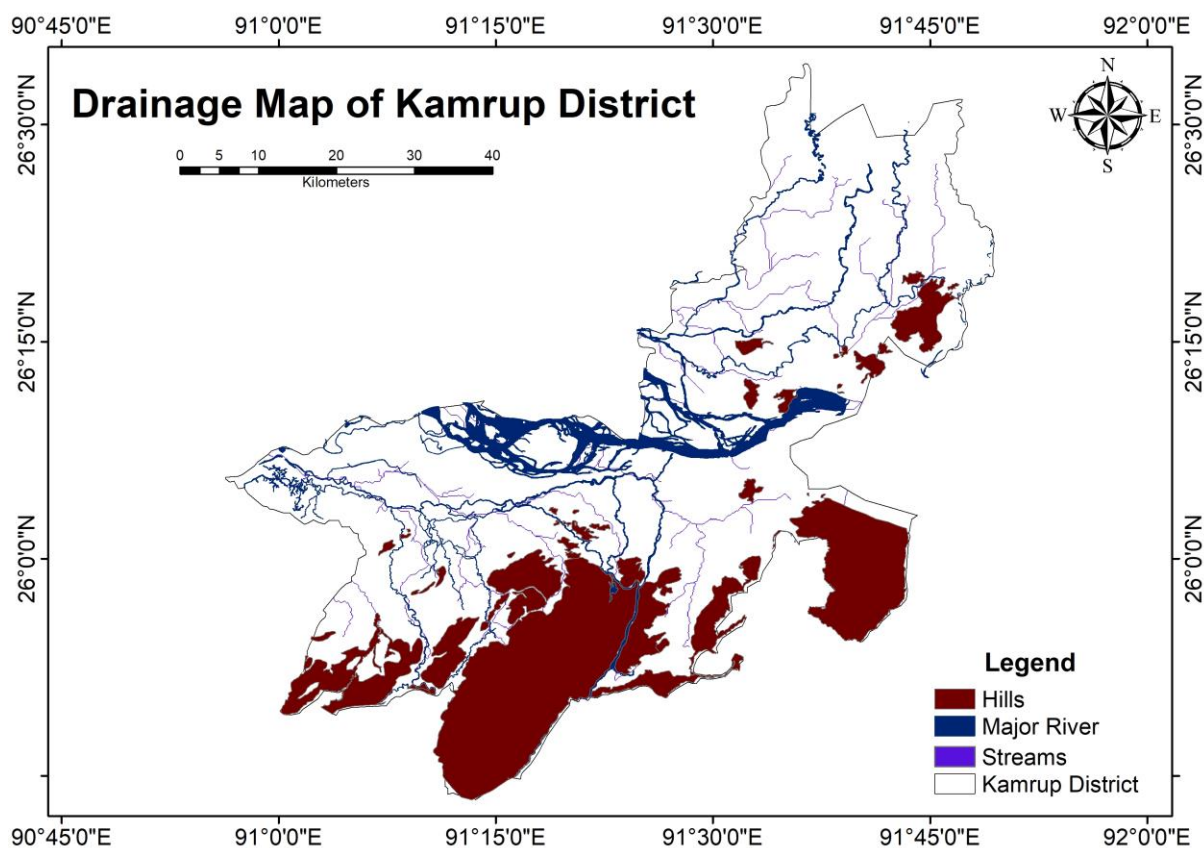 90°45'0"E 91°0'0"E 91°15'0"E 91°30'0"E 91°45'0"E 92°0'0"E
Drainage Map of Kamrup District
0 5 10 20 30 40
Kilometers
N
W E
S
26°30'0"N 26°30'0"N
26°15'0"N 26°15'0"N
26°0'0"N 26°0'0"N
Legend
Hills
Major River
Streams
Kamrup District
90°45'0"E 91°0'0"E 91°15'0"E 91°30'0"E 91°45'0"E 92°0'0"E